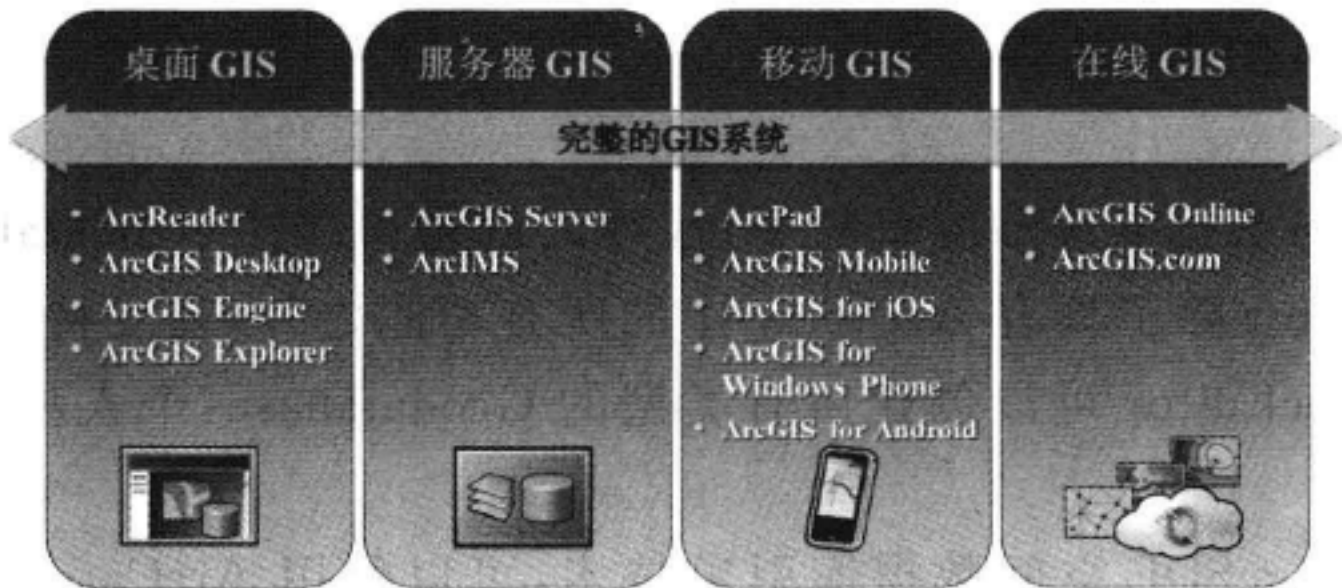 桌面 GIS
服务器 GIS
移动 GIS
在线 GIS
完整的GIS系统
• ArcReader
• ArcGIS Desktop
• ArcGIS Engine
• ArcGIS Explorer
• ArcGIS Server
• ArcIMS
• ArcPad
• ArcGIS Mobile
• ArcGIS for iOS
• ArcGIS for
Windows Phone
• ArcGIS for Android
• ArcGIS Online
• ArcGIS.com